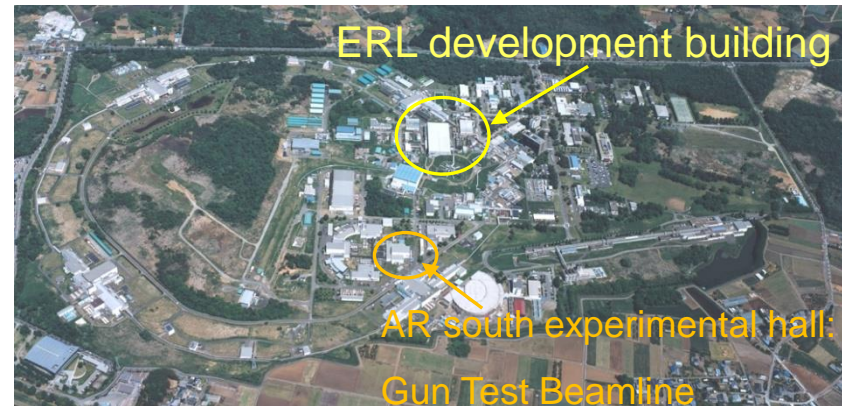 ERL development building
AR south experimental hall:
Gun Test Beamline